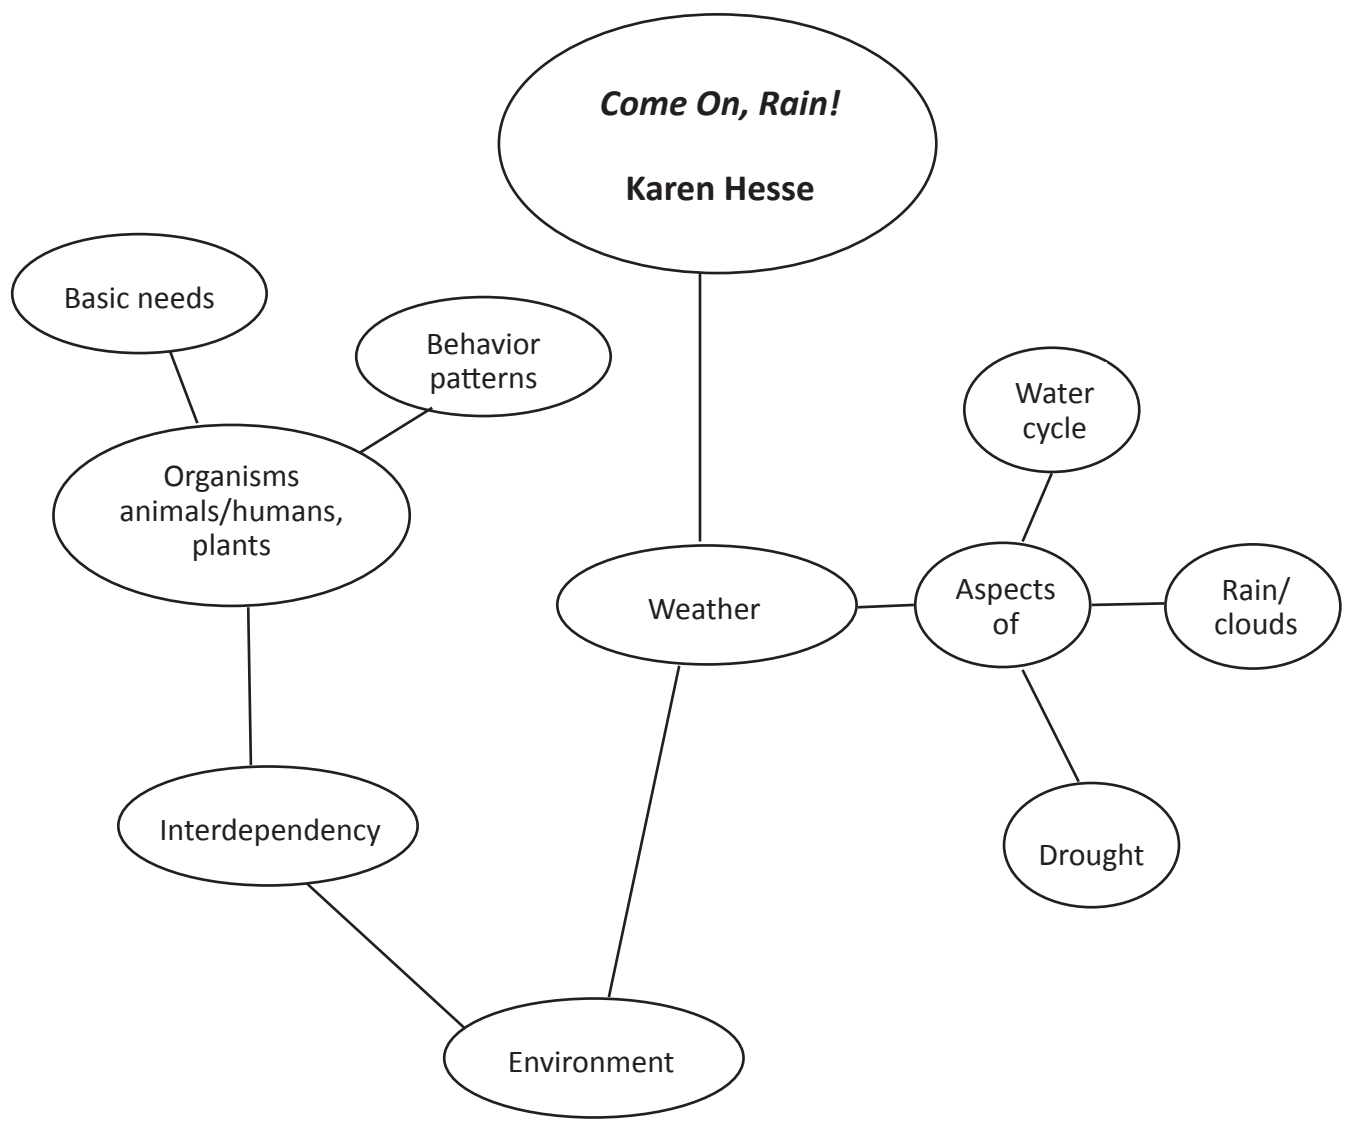 Come On, Rain!
Karen Hesse
Basic needs
Behavior
patterns
Organisms
animals/humans,
plants
Water
cycle
Weather
Aspects
of
Rain/
clouds
Interdependency
Drought
Environment